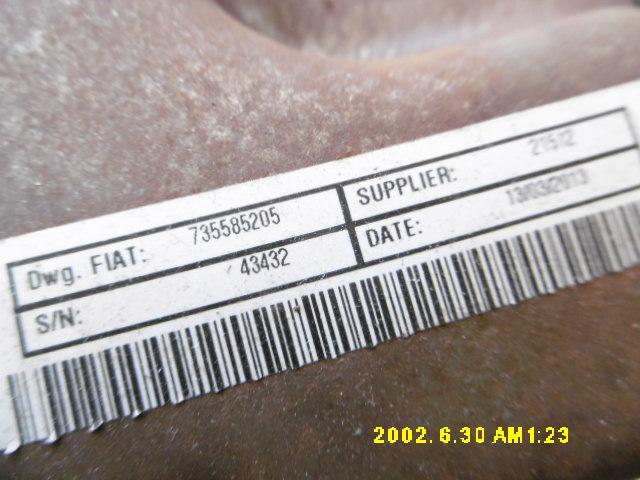 Dwg. FIAT: 735585205
S/N: 43432
SUPPLIER: 21512
DATE: 13/03/2013
2002. 6.30 AM1:23